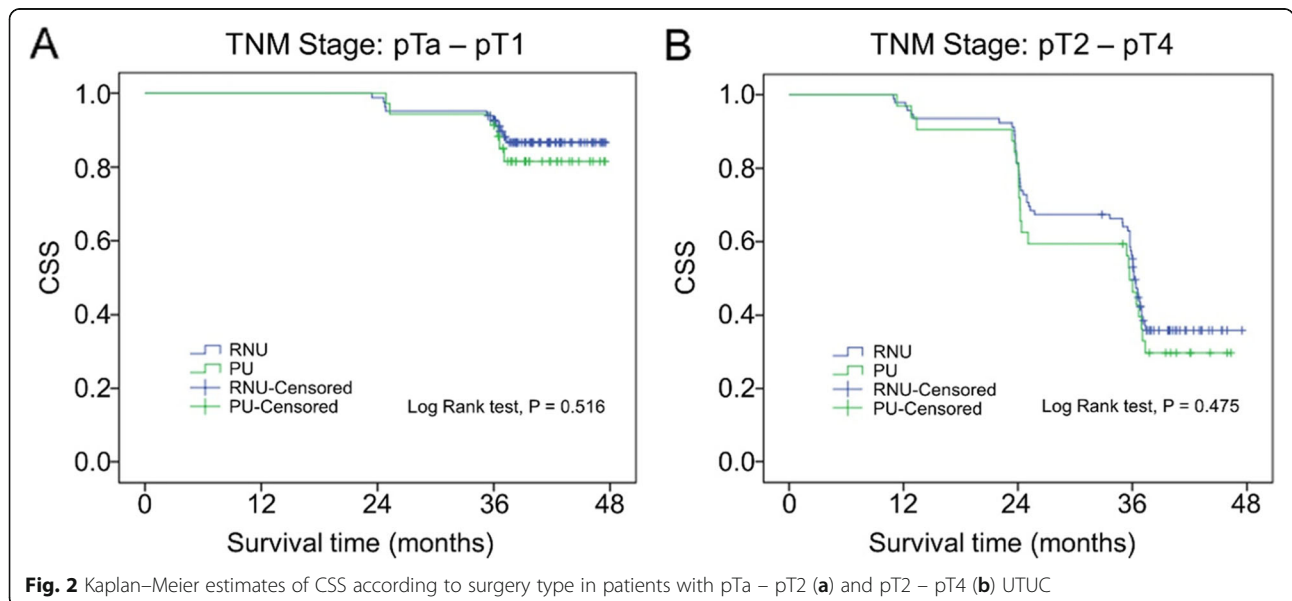 A
TNM Stage: pTa – pT1
CSS
1.0
0.8
0.6
0.4
0.2
0.0
RNU
PU
RNU-Censored
PU-Censored
Log Rank test, P = 0.516
0 12 24 36 48
Survival time (months)
B
TNM Stage: pT2 – pT4
CSS
1.0
0.8
0.6
0.4
0.2
0.0
RNU
PU
RNU-Censored
PU-Censored
Log Rank test, P = 0.475
0 12 24 36 48
Survival time (months)
Fig. 2 Kaplan–Meier estimates of CSS according to surgery type in patients with pTa – pT2 (a) and pT2 – pT4 (b) UTUC